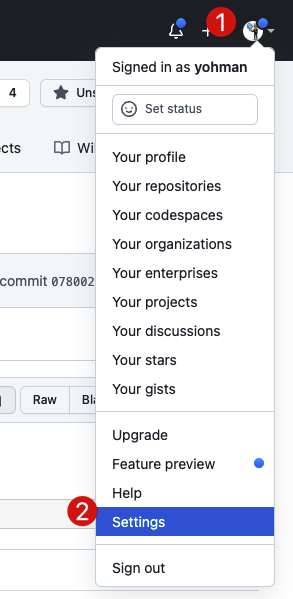 1
Signed in as yohman
4
Uns
Set status
ects
Wi
Your profile
Your repositories
Your codespaces
Your organizations
Your enterprises
commit 078002
Your projects
Your discussions
Your stars
Your gists
Raw
Bla
Upgrade
Feature preview
Help
2
Settings
Sign out